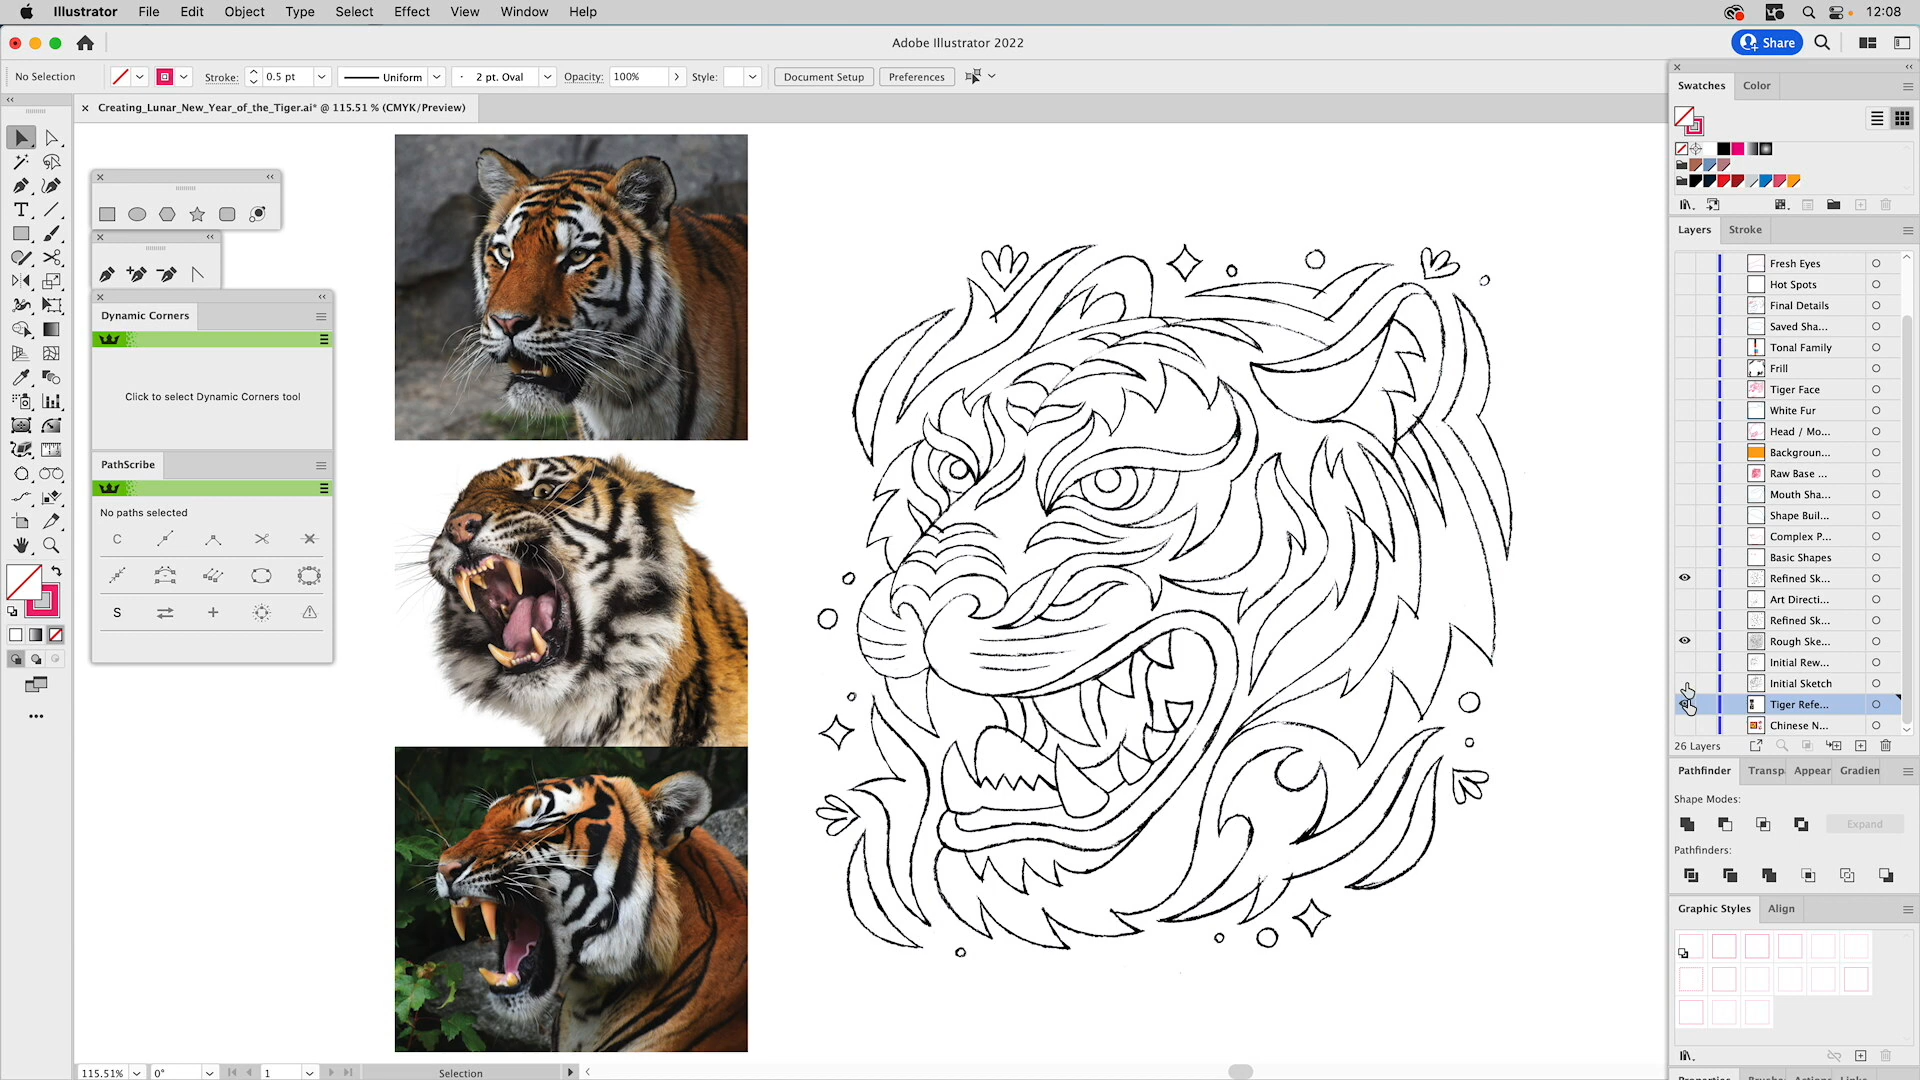 Illustrator File Edit Object Type Select Effect View Window Help 12:08
Adobe Illustrator 2022
Share
No Selection
Stroke:
0.5 pt
Uniform
2 pt. Oval
Opacity:
100%
Style:
Document Setup
Preferences
Creating_Lunar_New_Year_of_the_Tiger.ai* @ 115.51 % (CMYK/Preview)
Dynamic Corners
Click to select Dynamic Corners tool
PathScribe
No paths selected
C
S
115.51%
0°
1
Selection
Swatches
Color
Layers
Stroke
Fresh Eyes
Hot Spots
Final Details
Saved Sha...
Tonal Family
Frill
Tiger Face
White Fur
Head / Mo...
Backgroun...
Raw Base ...
Mouth Sha...
Shape Buil...
Complex P...
Basic Shapes
Refined Sk...
Art Directi...
Refined Sk...
Rough Ske...
Initial Rew...
Initial Sketch
Tiger Refe...
Chinese N...
26 Layers
Pathfinder
Transp
Appear
Gradien
Shape Modes:
Expand
Pathfinders:
Graphic Styles
Align